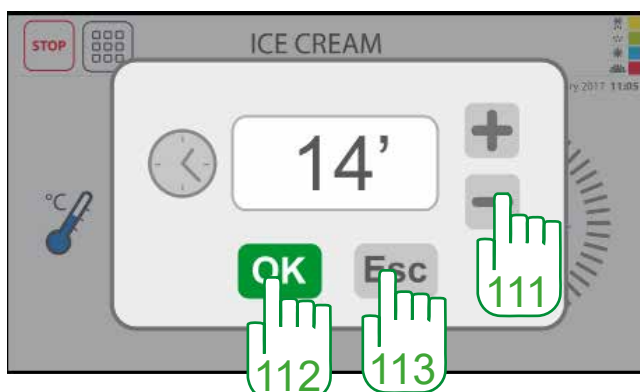 STOP
ICE CREAM
ry 2017 11:05
14’
°C
OK
Esc
111
112
113